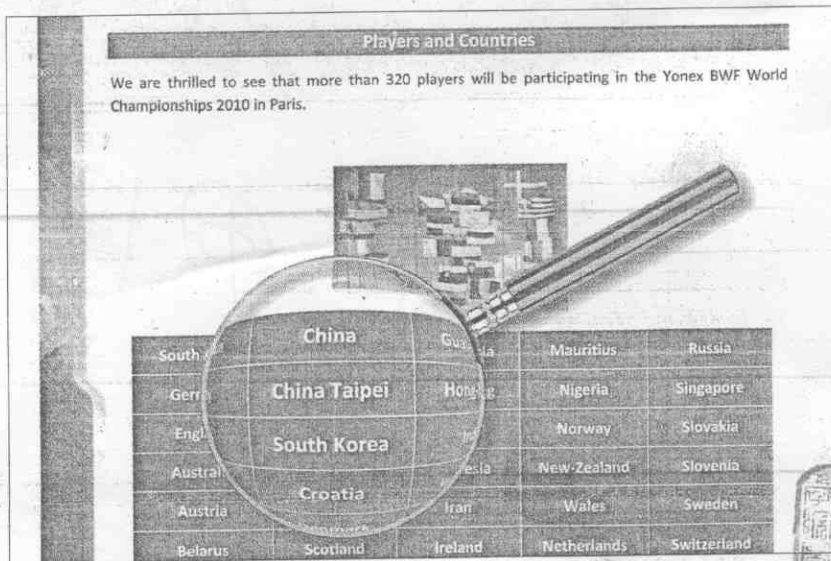 Players and Countries
We are thrilled to see that more than 320 players will be participating in the Yonex BWF World
Championships 2010 in Paris.
South China Mauritius Russia
China Taipei Nigeria Singapore
South Korea Norway Slovakia
Croatia New-Zealand Slovenia
Austria Iran Wales Sweden
Belarus Scotland Ireland Netherlands Switzerland